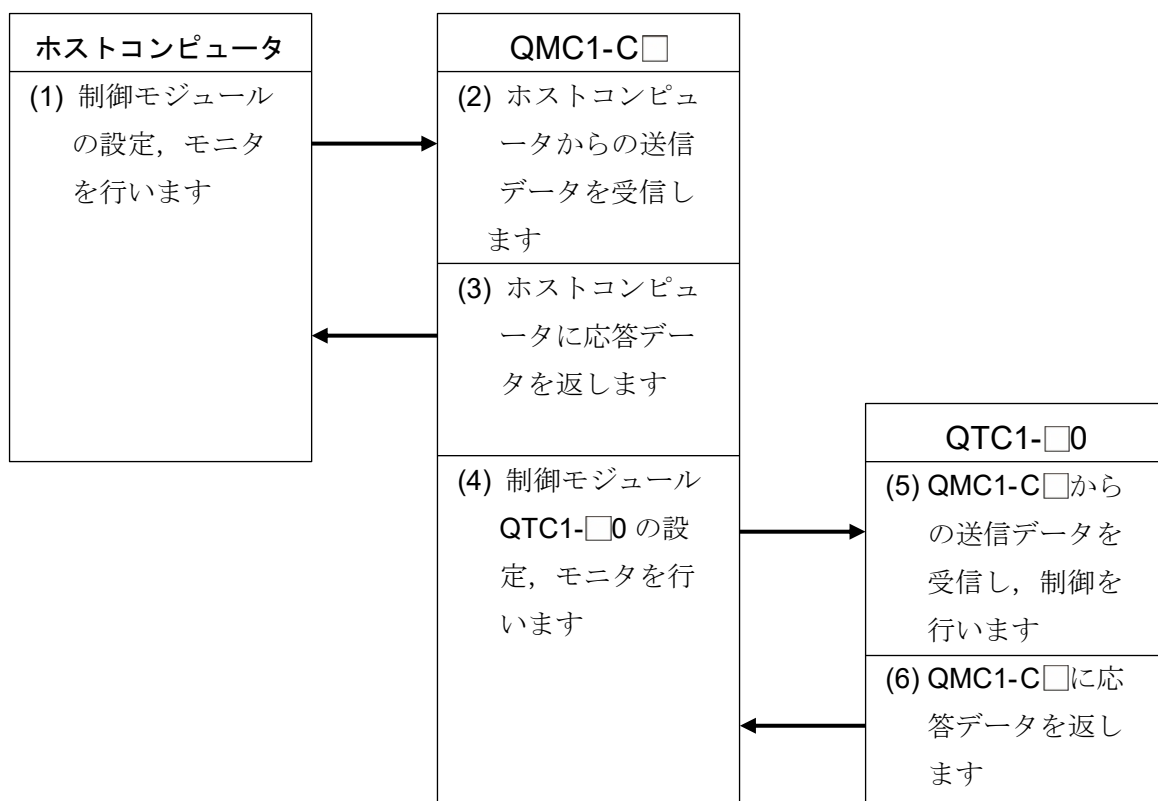 ホストコンピュータ
(1) 制御モジュール
の設定，モニタ
を行います
QMC1-C□
(2) ホストコンピュ
ータからの送信
データを受信し
ます
(3) ホストコンピュ
ータに応答デー
タを返します
(4) 制御モジュール
QTC1-□0 の設
定，モニタを行
います
QTC1-□0
(5) QMC1-C□から
の送信データを
受信し，制御を
行います
(6) QMC1-C□に応
答データを返し
ます